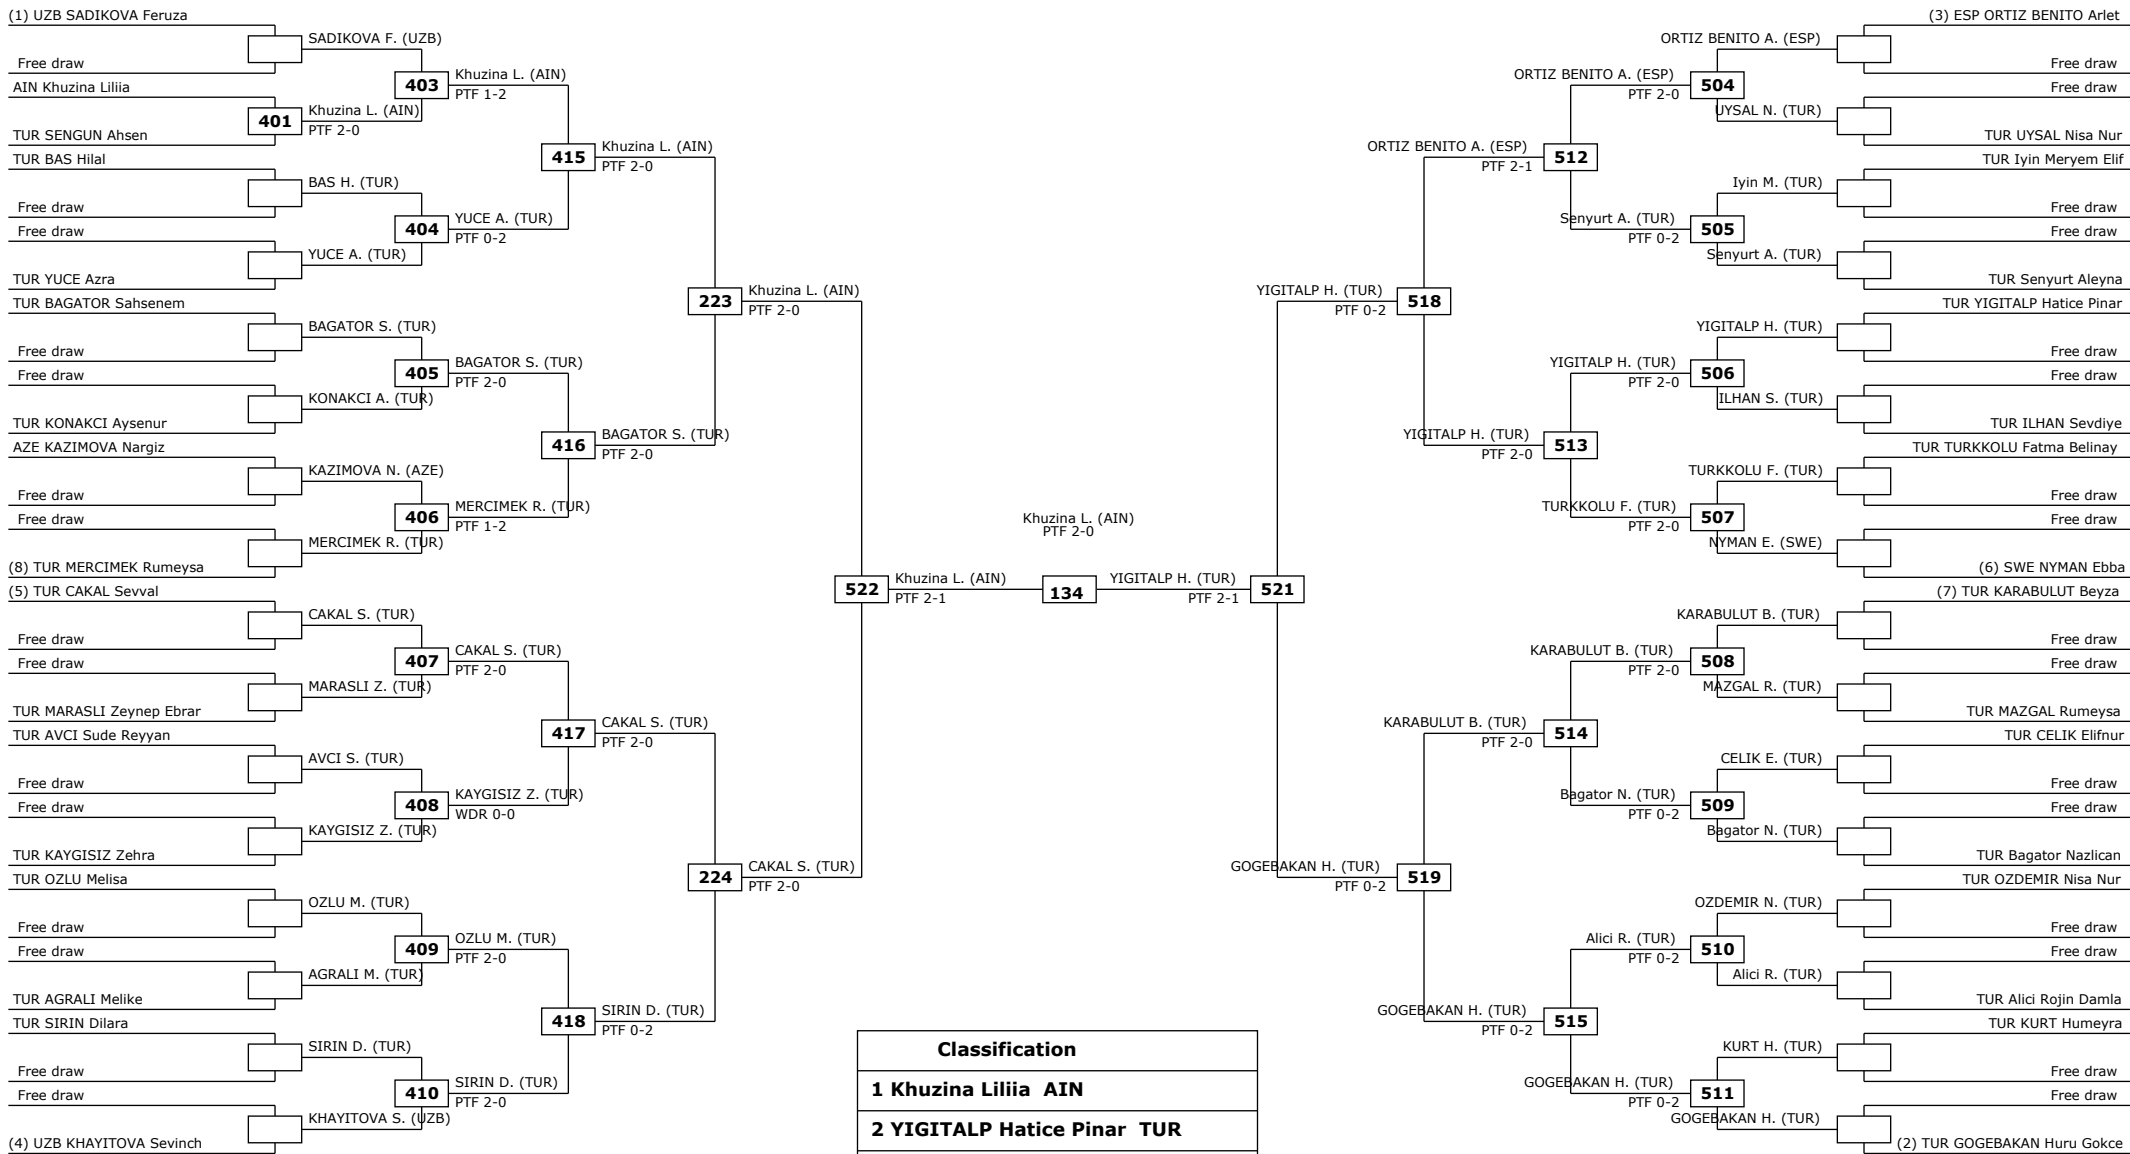 (1) UZB SADIKOVA Feruza
Free draw
AIN Khuzina Liliia
TUR SENGUN Ahsen
TUR BAS Hilal
Free draw
Free draw
TUR YUCE Azra
TUR BAGATOR Sahsenem
Free draw
Free draw
TUR KONAKCI Aysenur
AZE KAZIMOVA Nargiz
Free draw
Free draw
(8) TUR MERCIMEK Rumeysa
(5) TUR CAKAL Sevval
Free draw
Free draw
TUR MARASLI Zeynep Ebrar
TUR AVCI Sude Reyyan
Free draw
Free draw
TUR KAYGISIZ Zehra
TUR OZLU Melisa
Free draw
Free draw
TUR AGRALI Melike
TUR SIRIN Dilara
Free draw
Free draw
(4) UZB KHAYITOVA Sevinch
401
SADIKOVA F. (UZB)
Khuzina L. (AIN)
PTF 2-0
BAS H. (TUR)
YUCE A. (TUR)
BAGATOR S. (TUR)
KONAKCI A. (TUR)
KAZIMOVA N. (AZE)
MERCIMEK R. (TUR)
CAKAL S. (TUR)
MARASLI Z. (TUR)
AVCI S. (TUR)
KAYGISIZ Z. (TUR)
OZLU M. (TUR)
AGRALI M. (TUR)
SIRIN D. (TUR)
KHAYITOVA S. (UZB)
403
Khuzina L. (AIN)
PTF 1-2
404
YUCE A. (TUR)
PTF 0-2
405
BAGATOR S. (TUR)
PTF 2-0
406
MERCIMEK R. (TUR)
PTF 1-2
407
CAKAL S. (TUR)
PTF 2-0
408
KAYGISIZ Z. (TUR)
WDR 0-0
409
OZLU M. (TUR)
PTF 2-0
410
SIRIN D. (TUR)
PTF 2-0
415
Khuzina L. (AIN)
PTF 2-0
416
BAGATOR S. (TUR)
PTF 2-0
417
CAKAL S. (TUR)
PTF 2-0
418
SIRIN D. (TUR)
PTF 0-2
223
Khuzina L. (AIN)
PTF 2-0
224
CAKAL S. (TUR)
PTF 2-0
522
Khuzina L. (AIN)
PTF 2-1
Khuzina L. (AIN)
PTF 2-0
134
YIGITALP H. (TUR)
PTF 2-1
521
YIGITALP H. (TUR)
PTF 0-2
518
GOGEBAKAN H. (TUR)
PTF 0-2
519
ORTIZ BENITO A. (ESP)
PTF 2-1
512
YIGITALP H. (TUR)
PTF 2-0
513
KARABULUT B. (TUR)
PTF 2-0
514
GOGEBAKAN H. (TUR)
PTF 0-2
515
ORTIZ BENITO A. (ESP)
PTF 2-0
504
Senyurt A. (TUR)
PTF 0-2
505
YIGITALP H. (TUR)
PTF 2-0
506
TURKKOLU F. (TUR)
PTF 2-0
507
KARABULUT B. (TUR)
PTF 2-0
508
Bagator N. (TUR)
PTF 0-2
509
Alici R. (TUR)
PTF 0-2
510
GOGEBAKAN H. (TUR)
PTF 0-2
511
ORTIZ BENITO A. (ESP)
UYSAL N. (TUR)
Iyin M. (TUR)
Senyurt A. (TUR)
YIGITALP H. (TUR)
ILHAN S. (TUR)
TURKKOLU F. (TUR)
NYMAN E. (SWE)
KARABULUT B. (TUR)
MAZGAL R. (TUR)
CELIK E. (TUR)
Bagator N. (TUR)
OZDEMIR N. (TUR)
Alici R. (TUR)
KURT H. (TUR)
GOGEBAKAN H. (TUR)
(3) ESP ORTIZ BENITO Arlet
Free draw
Free draw
TUR UYSAL Nisa Nur
TUR Iyin Meryem Elif
Free draw
Free draw
TUR Senyurt Aleyna
TUR YIGITALP Hatice Pinar
Free draw
Free draw
TUR ILHAN Sevdiye
TUR TURKKOLU Fatma Belinay
Free draw
Free draw
(6) SWE NYMAN Ebba
(7) TUR KARABULUT Beyza
Free draw
Free draw
TUR MAZGAL Rumeysa
TUR CELIK Elifnur
Free draw
Free draw
TUR Bagator Nazlican
TUR OZDEMIR Nisa Nur
Free draw
Free draw
TUR Alici Rojin Damla
TUR KURT Humeyra
Free draw
Free draw
(2) TUR GOGEBAKAN Huru Gokce
Classification
1 Khuzina Liliia AIN
2 YIGITALP Hatice Pinar TUR